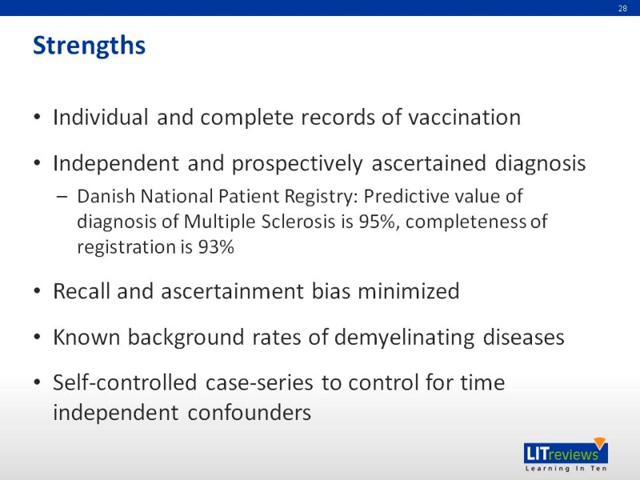 28
Strengths
• Individual and complete records of vaccination
• Independent and prospectively ascertained diagnosis
– Danish National Patient Registry: Predictive value of
diagnosis of Multiple Sclerosis is 95%, completeness of
registration is 93%
• Recall and ascertainment bias minimized
• Known background rates of demyelinating diseases
• Self-controlled case-series to control for time
independent confounders
LITreviews
Learning In Ten